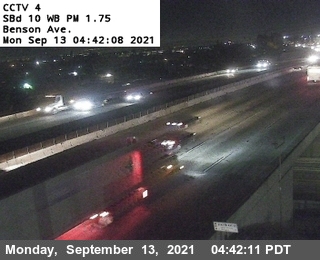 CCTV 4
SBd 10 WB PM 1.75
Benson Ave.
Mon Sep 13 04:42:08 2021
Monday, September 13, 2021 04:42:11 PDT